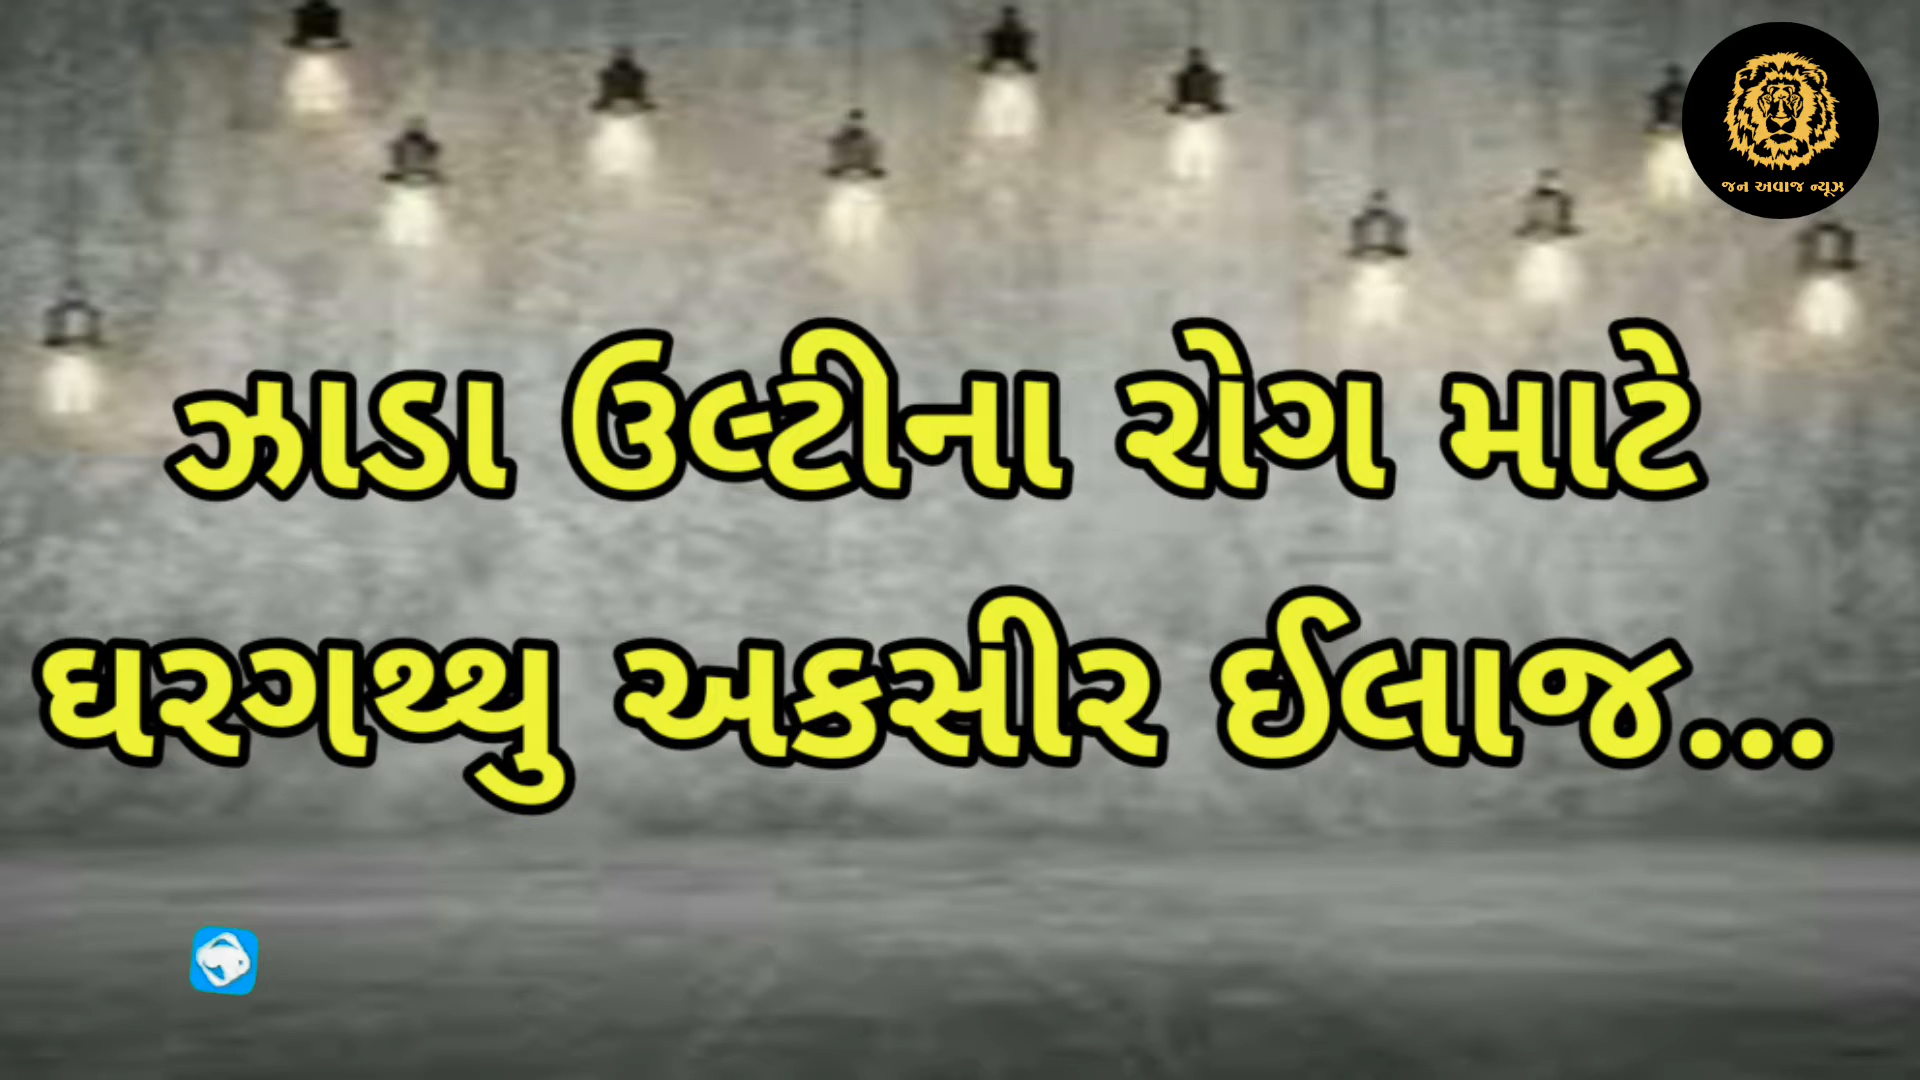 જન અવાજ ન્યૂઝ
ઝાડા ઉલ્ટીના રોગ માટે
ઘરગથ્થુ અકસીર ઈલાજ...